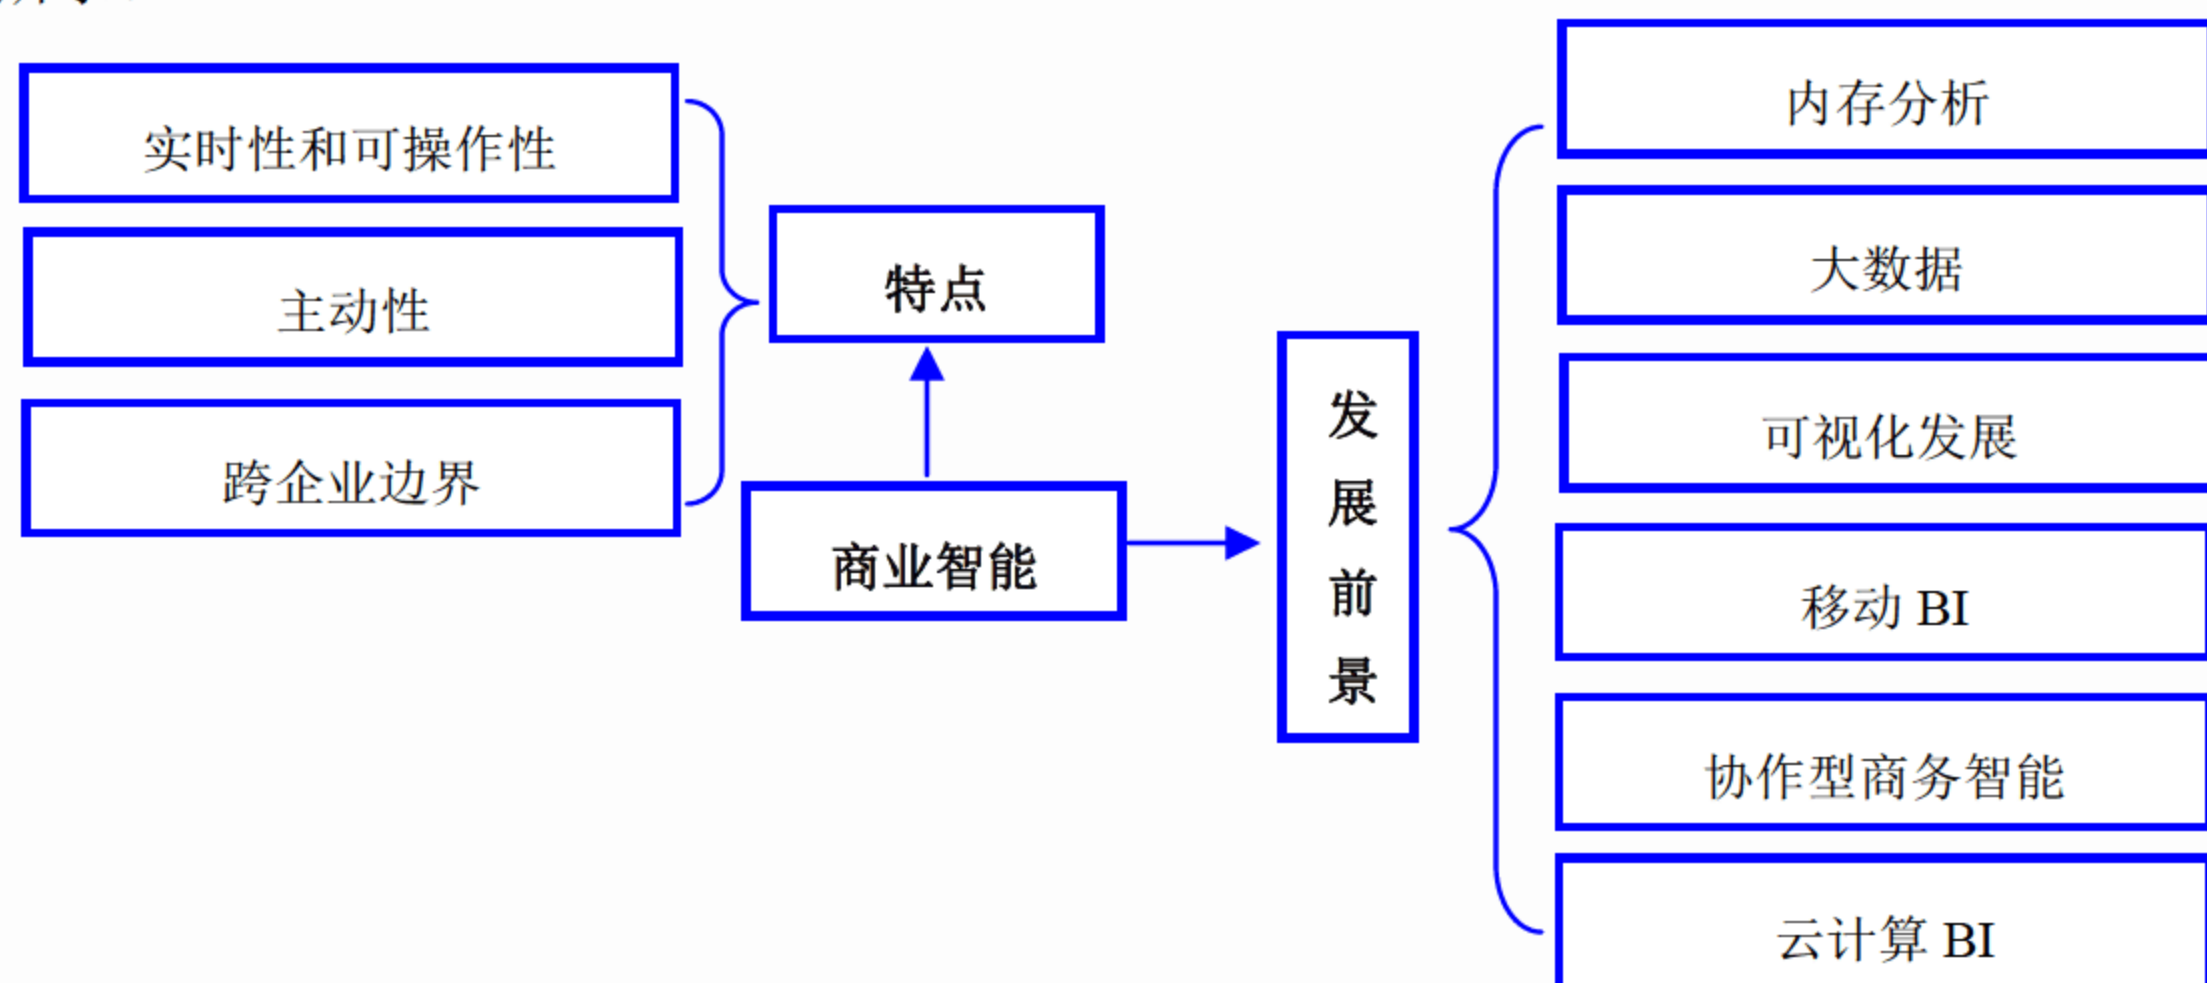 实时性和可操作性
主动性
跨企业边界
特点
商业智能
发
展
前
景
内存分析
大数据
可视化发展
移动 BI
协作型商务智能
云计算 BI